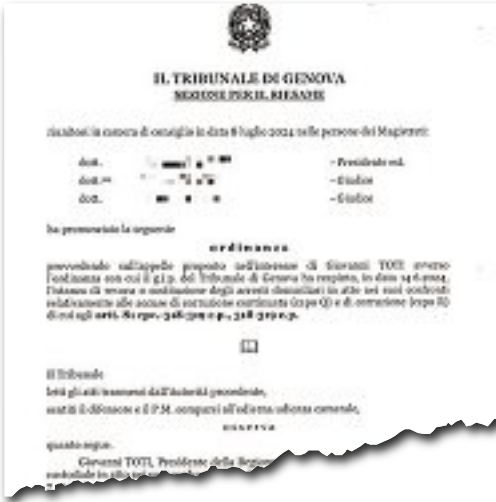 IL TRIBUNALE DI GENOVA
SEZIONE PER IL RIESAME
riunitosi in camera di consiglio in data 8 luglio 2024 nelle persone dei Magistrati:
dott. - Presidente est.
dott.ssa - Giudice
dott. - Giudice
ha pronunciato la seguente
ordinanza
provvedendo sull'appello proposto nell'interesse di Giovanni TOTI avverso
l'ordinanza con cui il g.i.p. del Tribunale di Genova ha respinto, in data 14.6.2024,
l'istanza di revoca o sostituzione degli arresti domiciliari in atto nei suoi confronti
relativamente alle accuse di corruzione continuata (capo Q) e di corruzione
di cui agli artt. 81 cpv., 318-319 c.p., 318-319 c.p.
Il Tribunale
letti gli atti trasmessi dall'Autorità procedente,
sentiti il difensore e il P.M. comparsi all'odierna udienza camerale,
osserva
quanto segue.
Giovanni TOTI, Presidente della Regione